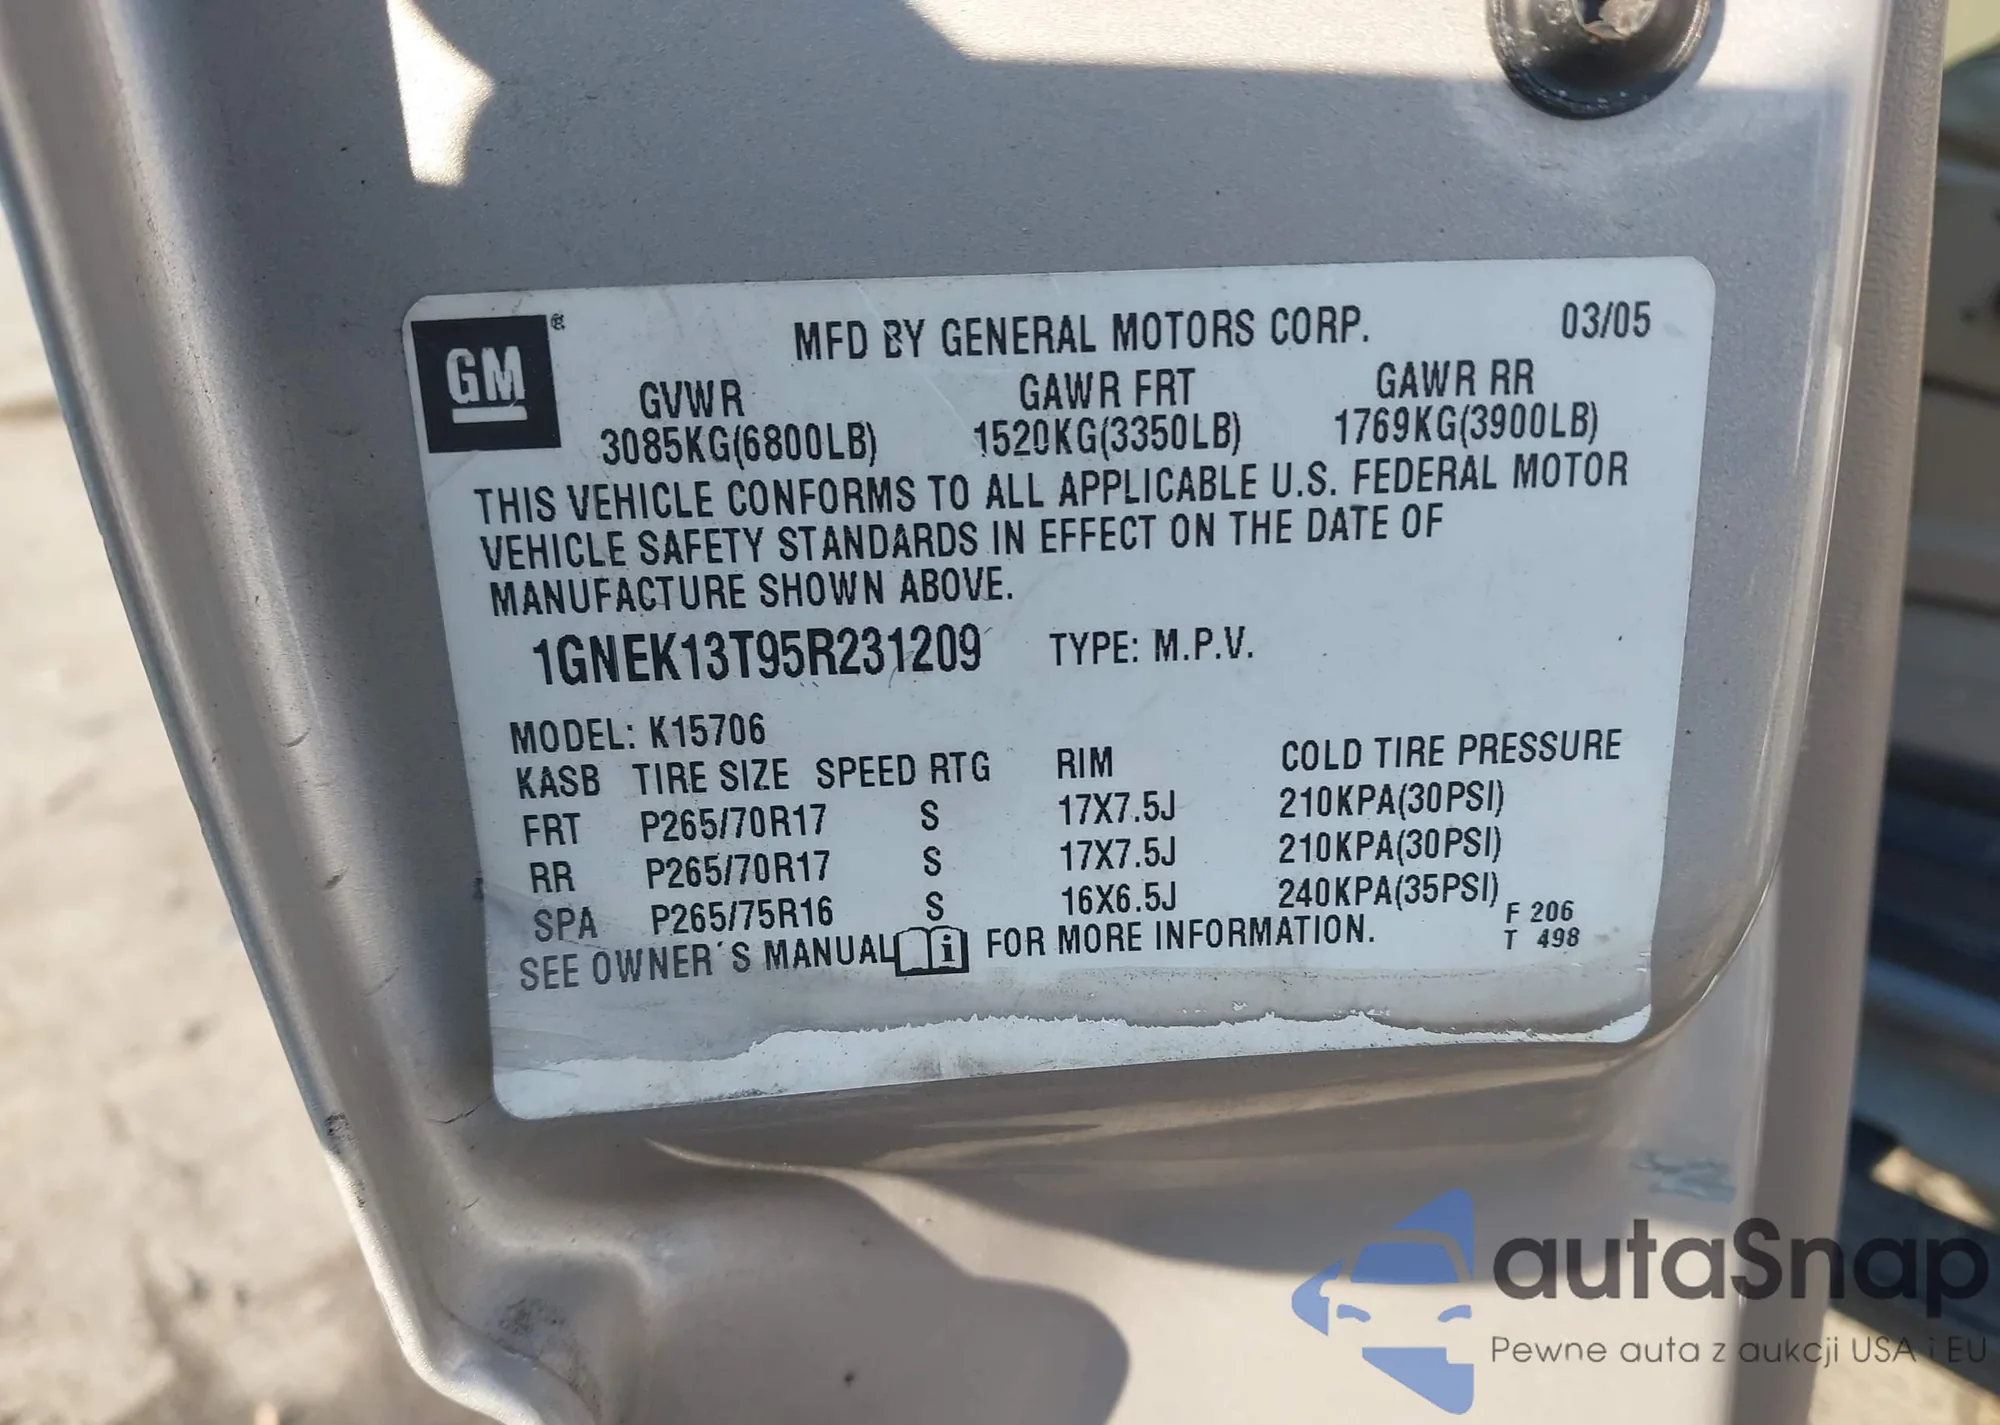 GM ®
MFD BY GENERAL MOTORS CORP. 03/05
GVWR GAWR FRT GAWR RR
3085KG(6800LB) 1520KG(3350LB) 1769KG(3900LB)
THIS VEHICLE CONFORMS TO ALL APPLICABLE U.S. FEDERAL MOTOR
VEHICLE SAFETY STANDARDS IN EFFECT ON THE DATE OF
MANUFACTURE SHOWN ABOVE.
1GNEK13T95R231209 TYPE: M.P.V.
MODEL: K15706
KASB TIRE SIZE SPEED RTG RIM COLD TIRE PRESSURE
FRT P265/70R17 S 17X7.5J 210KPA(30PSI)
RR P265/70R17 S 17X7.5J 210KPA(30PSI)
SPA P265/75R16 S 16X6.5J 240KPA(35PSI)
SEE OWNER'S MANUAL i FOR MORE INFORMATION.
F 206
T 498
autaSnap
Pewne auta z aukcji USA i EU